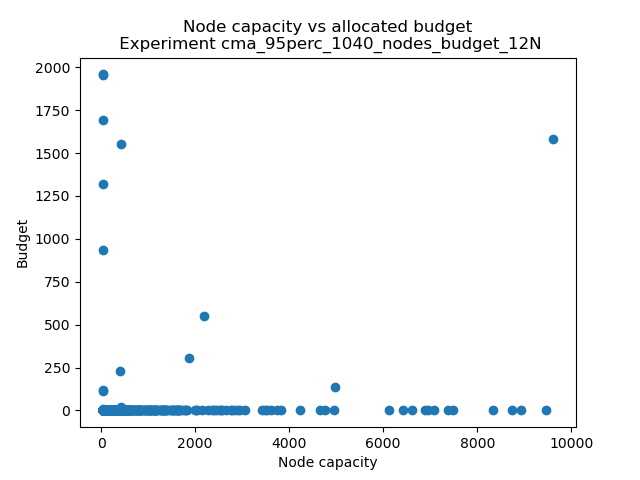 Node capacity vs allocated budget
Experiment cma_95perc_1040_nodes_budget_12N
2000
1750
1500
1250
1000
750
500
250
0
Budget
0 2000 4000 6000 8000 10000
Node capacity